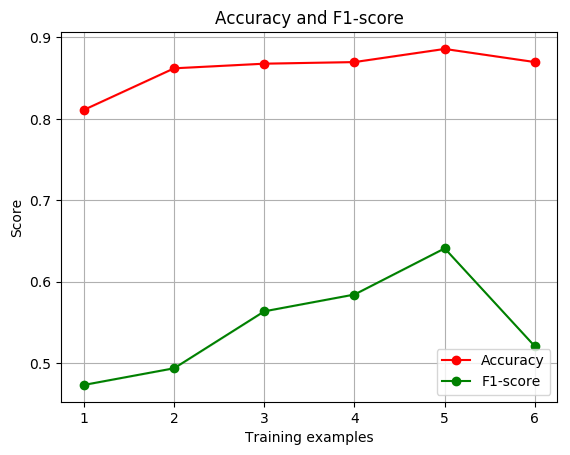 Accuracy and F1-score
0.9
0.8
0.7
0.6
0.5
Score
1 2 3 4 5 6
Training examples
Accuracy
F1-score